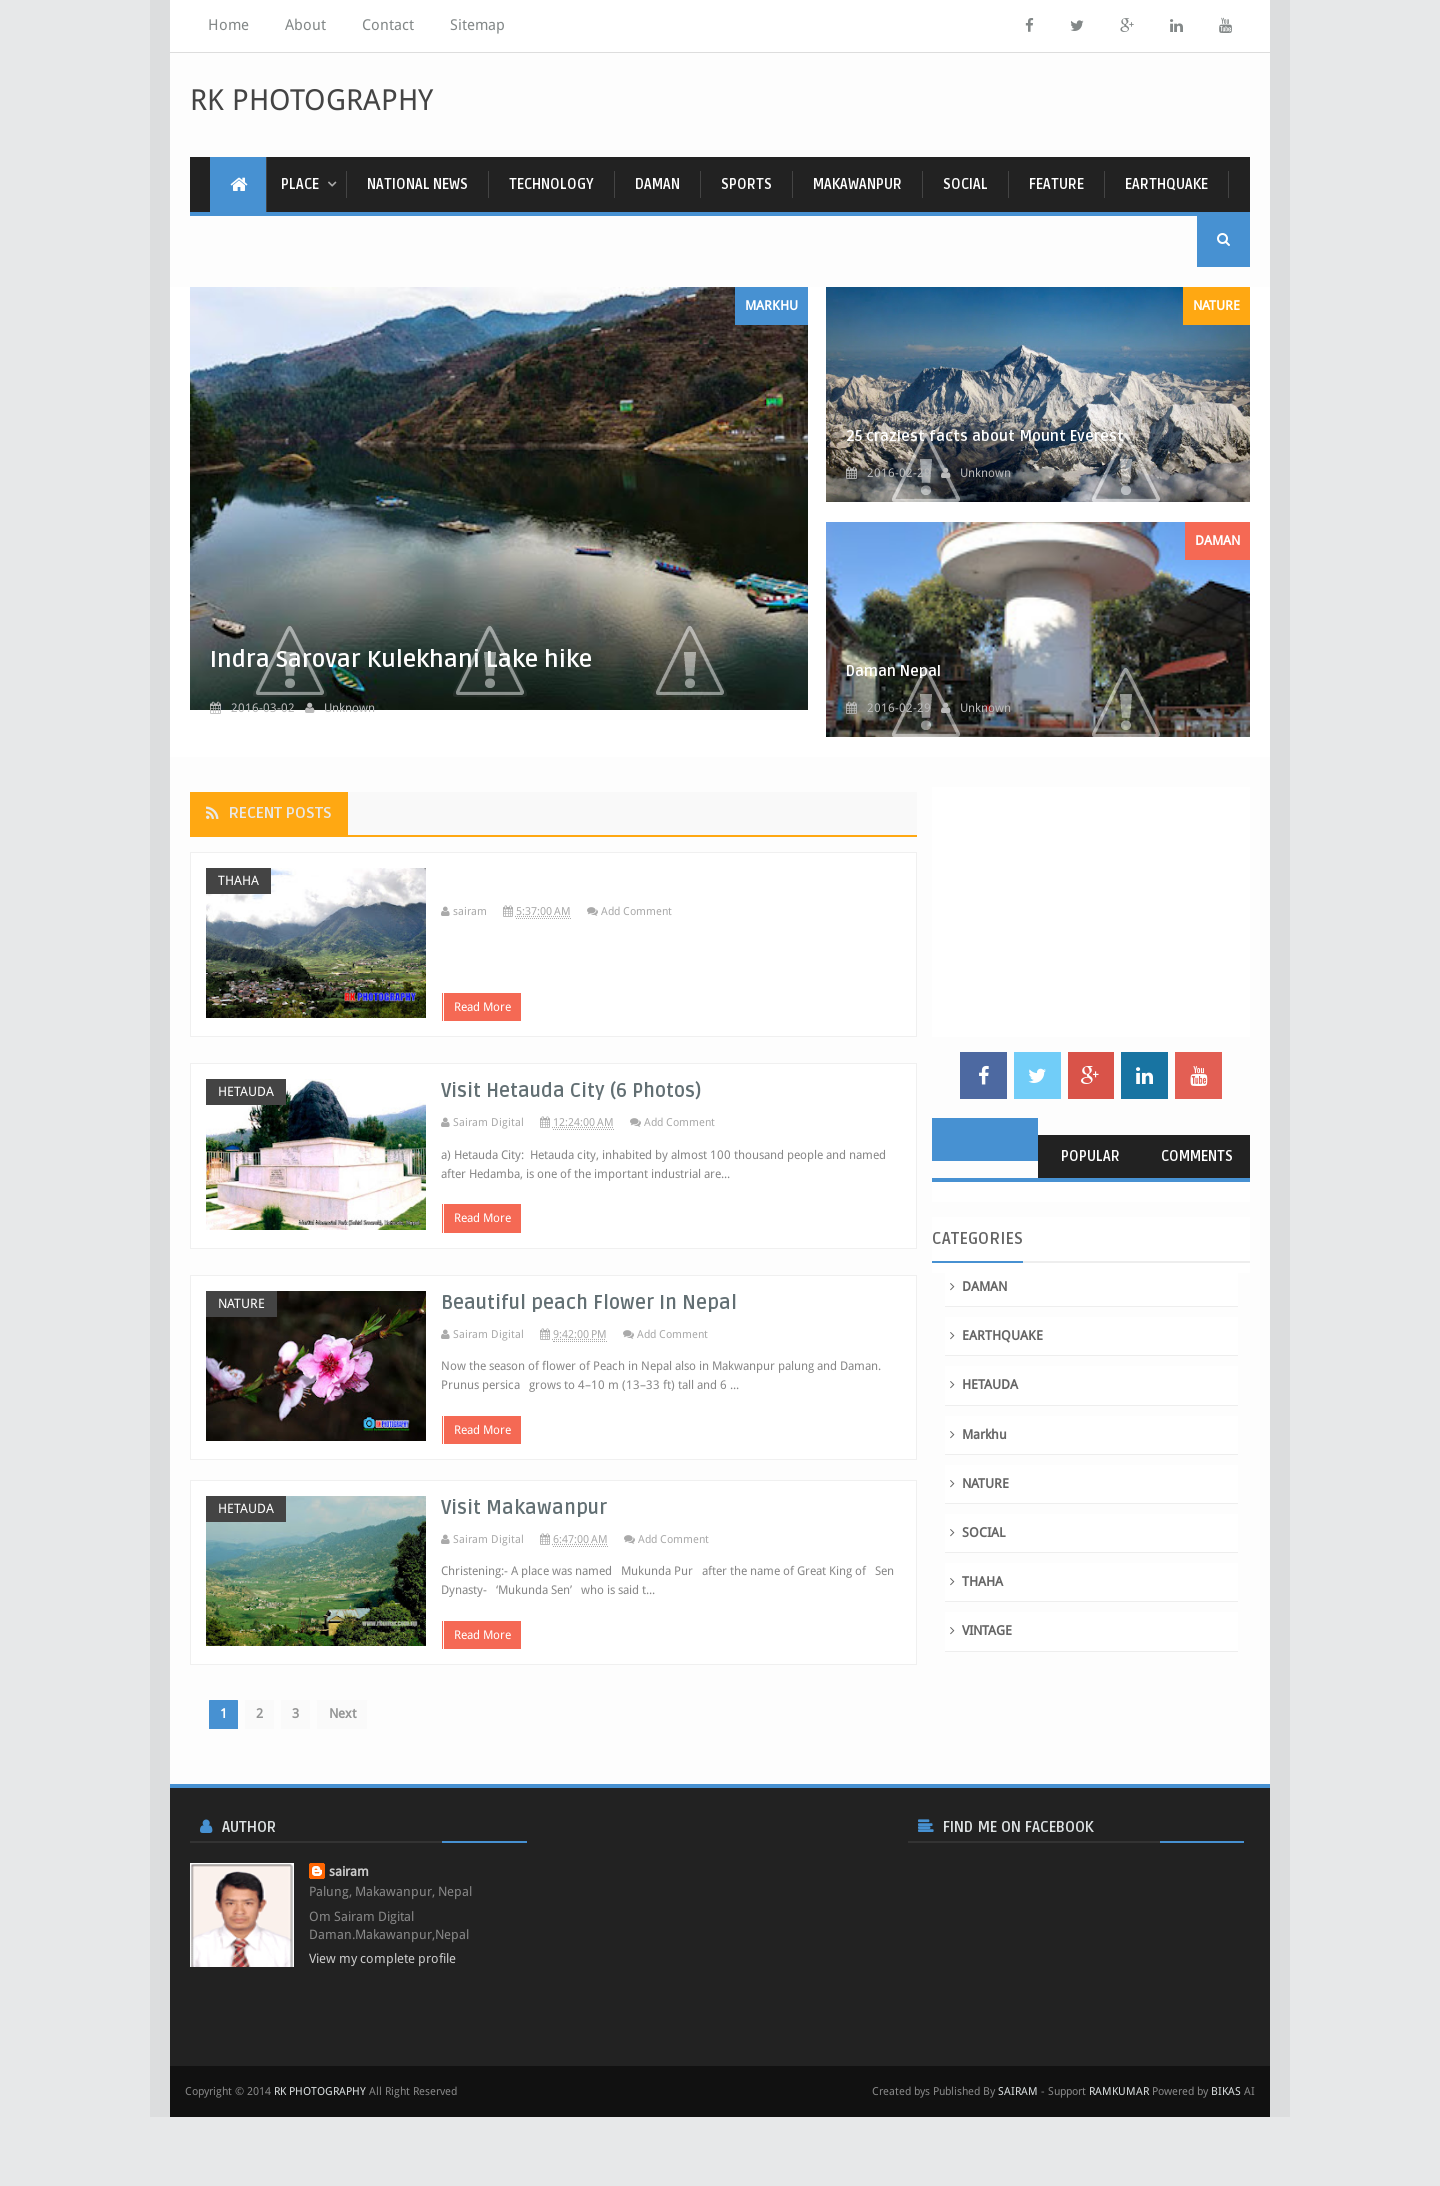 Home About Contact Sitemap
RK PHOTOGRAPHY
PLACE NATIONAL NEWS TECHNOLOGY DAMAN SPORTS MAKAWANPUR SOCIAL FEATURE EARTHQUAKE
MARKHU
Indra Sarovar Kulekhani Lake hike
2016-03-02 Unknown
NATURE
25 craziest facts about Mount Everest
2016-02-29 Unknown
DAMAN
Daman Nepal
2016-02-29 Unknown
RECENT POSTS
THAHA
sairam 5:37:00 AM Add Comment
RK PHOTOGRAPHY
Read More
HETAUDA
Visit Hetauda City (6 Photos)
Sairam Digital 12:24:00 AM Add Comment
a) Hetauda City: Hetauda city, inhabited by almost 100 thousand people and named
after Hedamba, is one of the important industrial are...
Read More
NATURE
Beautiful peach Flower In Nepal
Sairam Digital 9:42:00 PM Add Comment
Now the season of flower of Peach in Nepal also in Makwanpur palung and Daman.
Prunus persica grows to 4–10 m (13–33 ft) tall and 6 ...
Read More
HETAUDA
Visit Makawanpur
Sairam Digital 6:47:00 AM Add Comment
Christening:- A place was named Mukunda Pur after the name of Great King of Sen
Dynasty- ‘Mukunda Sen’ who is said t...
Read More
1 2 3 Next
POPULAR COMMENTS
CATEGORIES
DAMAN
EARTHQUAKE
HETAUDA
Markhu
NATURE
SOCIAL
THAHA
VINTAGE
AUTHOR
sairam
Palung, Makawanpur, Nepal
Om Sairam Digital
Daman.Makawanpur,Nepal
View my complete profile
FIND ME ON FACEBOOK
Copyright © 2014 RK PHOTOGRAPHY All Right Reserved
Created bys Published By SAIRAM - Support RAMKUMAR Powered by BIKAS AI